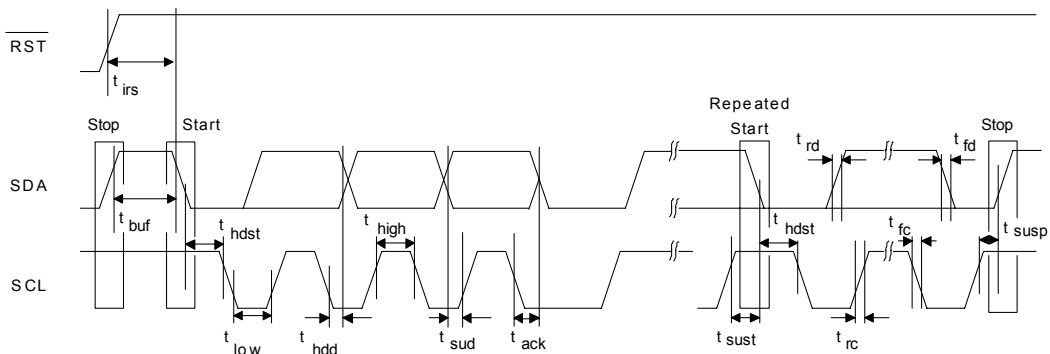 RST
t irs
Repeated
Stop Start Start Stop
t rd t fd
SDA
t buf t hdst t high t hdst t fc t susp
SCL
t low t hdd t sud t ack t sust t rc